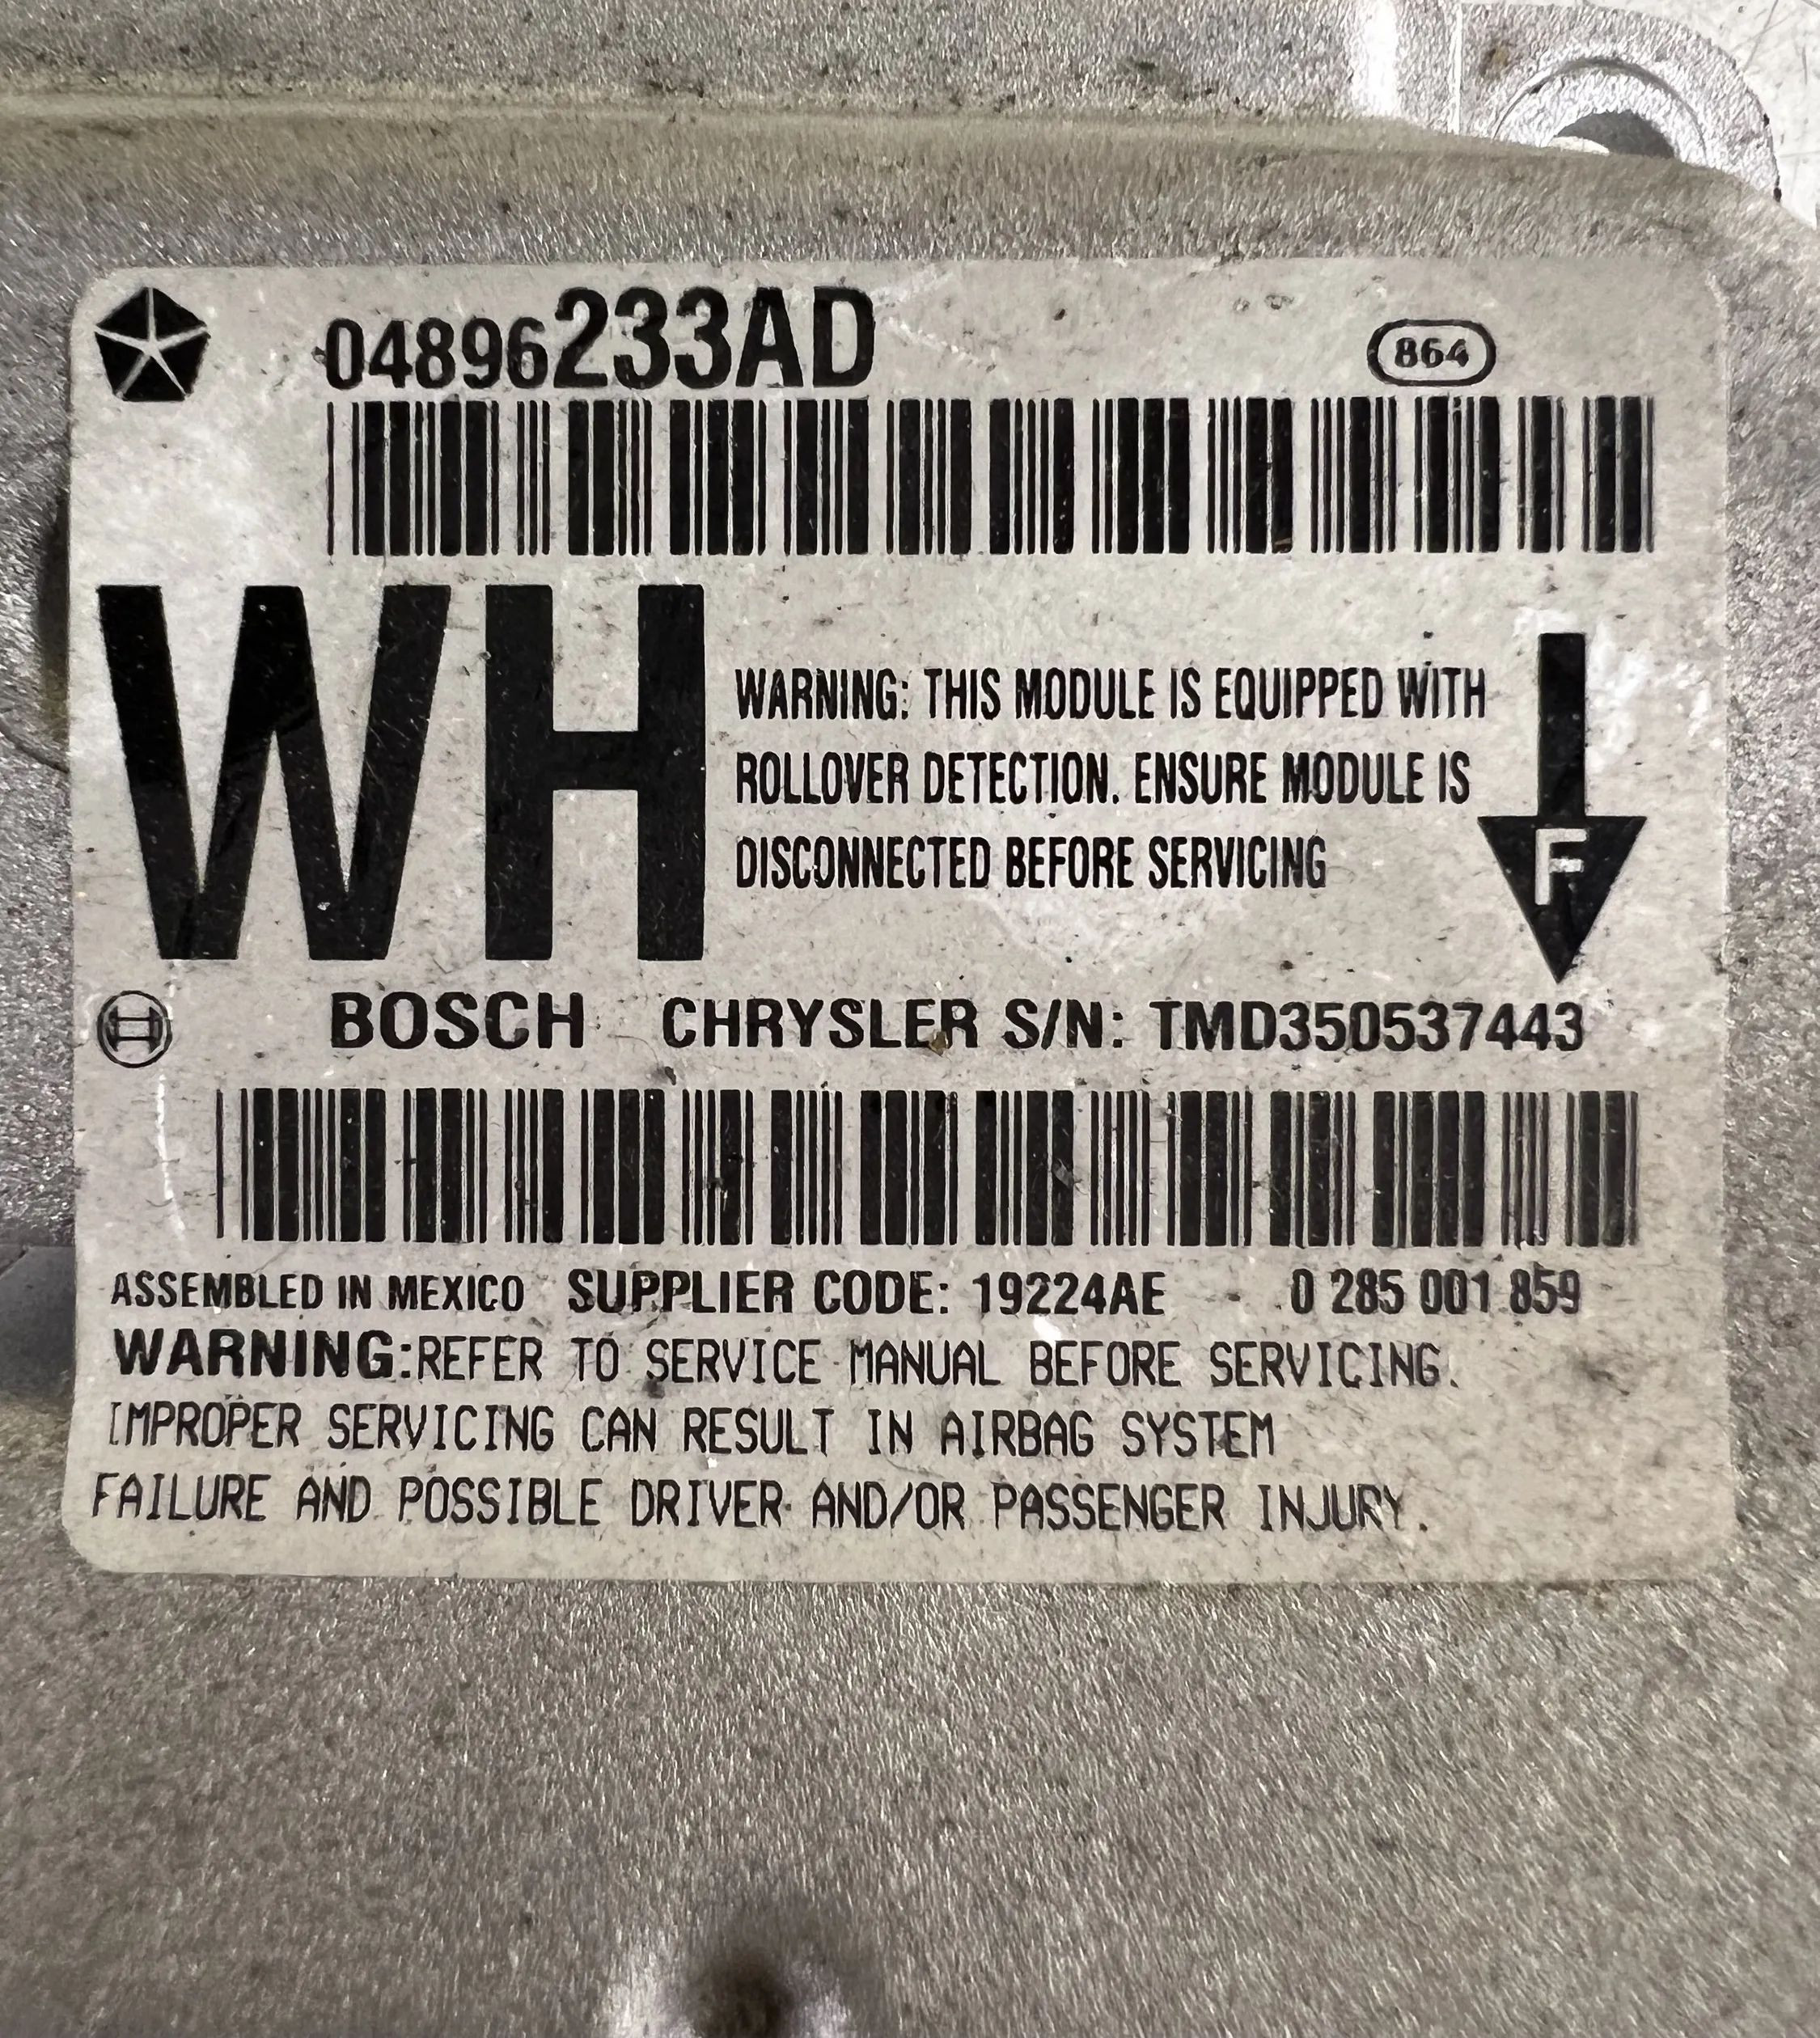 04896233AD 864
WH
WARNING: THIS MODULE IS EQUIPPED WITH
ROLLOVER DETECTION. ENSURE MODULE IS
DISCONNECTED BEFORE SERVICING
F
BOSCH CHRYSLER S/N: TMD350537443
ASSEMBLED IN MEXICO SUPPLIER CODE: 19224AE 0 285 001 859
WARNING:REFER TO SERVICE MANUAL BEFORE SERVICING.
IMPROPER SERVICING CAN RESULT IN AIRBAG SYSTEM
FAILURE AND POSSIBLE DRIVER AND/OR PASSENGER INJURY.